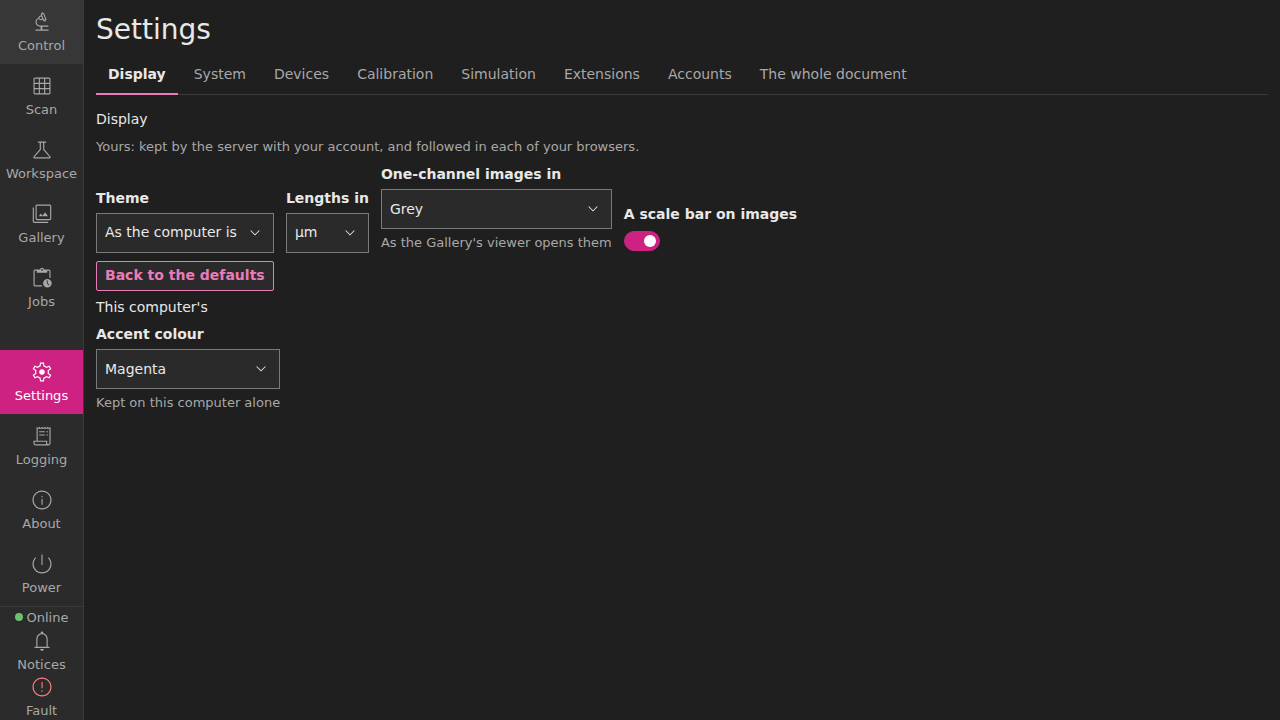 Settings
Display
System
Devices
Calibration
Simulation
Extensions
Accounts
The whole document
Display
Yours: kept by the server with your account, and followed in each of your browsers.
Theme
As the computer is
Lengths in
µm
One-channel images in
Grey
As the Gallery's viewer opens them
A scale bar on images
Back to the defaults
This computer's
Accent colour
Magenta
Kept on this computer alone
Control
Scan
Workspace
Gallery
Jobs
Settings
Logging
About
Power
Online
Notices
Fault